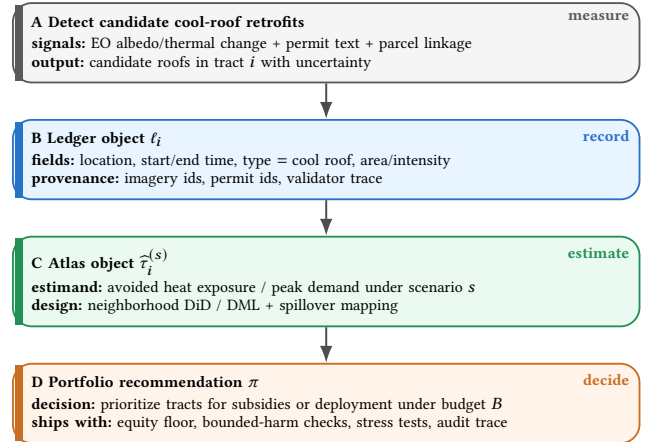 A Detect candidate cool-roof retrofits measure
signals: EO albedo/thermal change + permit text + parcel linkage
output: candidate roofs in tract i with uncertainty
B Ledger object ℓᵢ record
fields: location, start/end time, type = cool roof, area/intensity
provenance: imagery ids, permit ids, validator trace
C Atlas object τ̂ᵢ⁽ˢ⁾ estimate
estimand: avoided heat exposure / peak demand under scenario s
design: neighborhood DiD / DML + spillover mapping
D Portfolio recommendation π decide
decision: prioritize tracts for subsidies or deployment under budget B
ships with: equity floor, bounded-harm checks, stress tests, audit trace